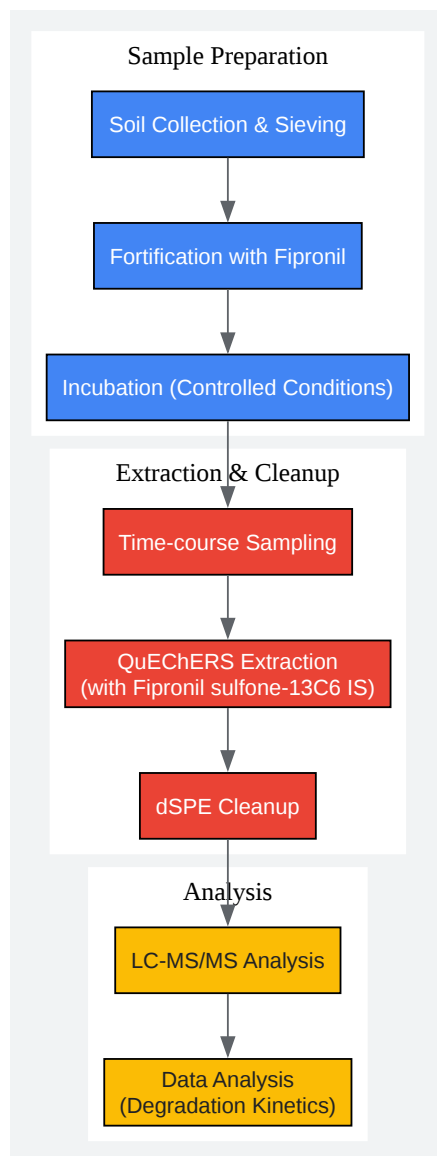 Sample Preparation
Soil Collection & Sieving
Fortification with Fipronil
Incubation (Controlled Conditions)
Extraction & Cleanup
Time-course Sampling
QuEChERS Extraction
(with Fipronil sulfone-13C6 IS)
dSPE Cleanup
Analysis
LC-MS/MS Analysis
Data Analysis
(Degradation Kinetics)